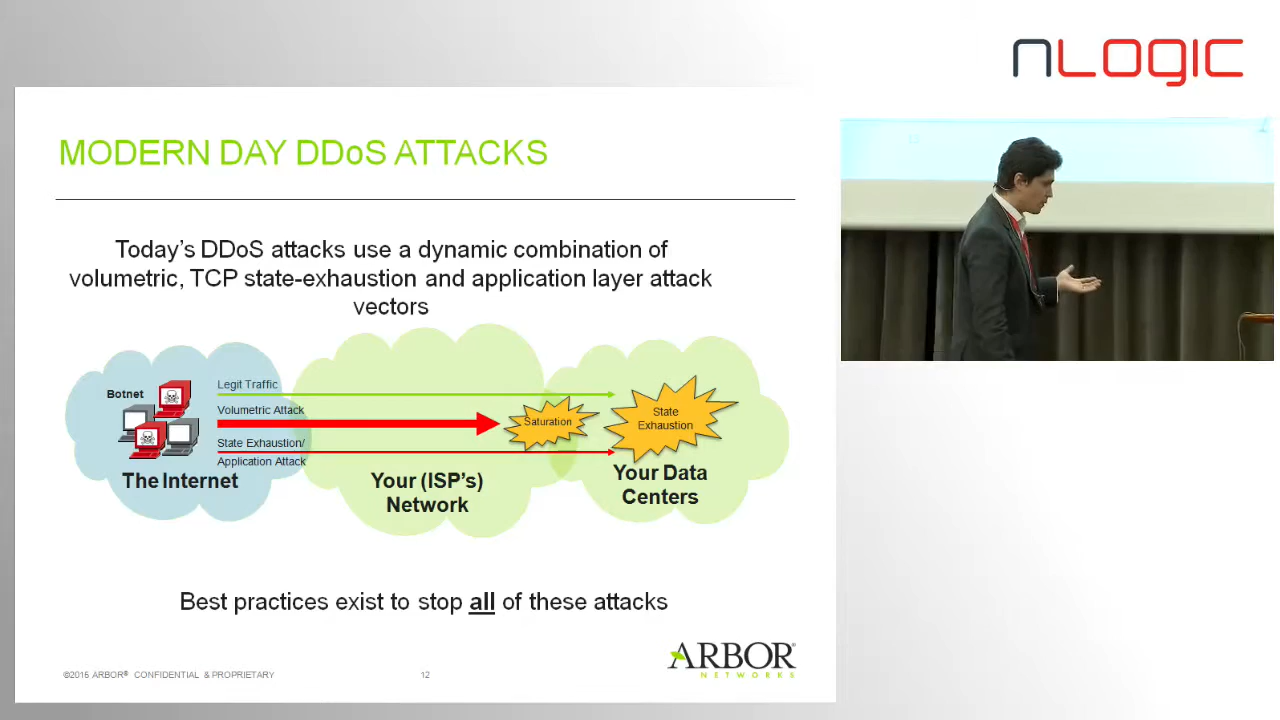 nLOGIC
MODERN DAY DDoS ATTACKS
Today's DDoS attacks use a dynamic combination of
volumetric, TCP state-exhaustion and application layer attack
vectors
Botnet
Legit Traffic
Volumetric Attack
State Exhaustion/
Application Attack
Saturation
State
Exhaustion
The Internet
Your (ISP's)
Network
Your Data
Centers
Best practices exist to stop all of these attacks
©2015 ARBOR® CONFIDENTIAL & PROPRIETARY
12
ARBOR®
NETWORKS